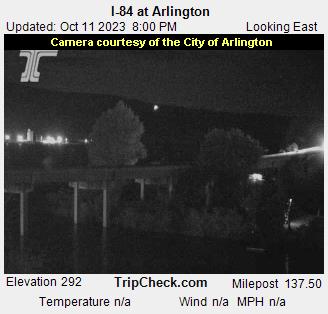 I-84 at Arlington
Updated: Oct 11 2023 8:00 PM Looking East
Camera courtesy of the City of Arlington
Elevation 292 TripCheck.com Milepost 137.50
Temperature n/a Wind n/a MPH n/a